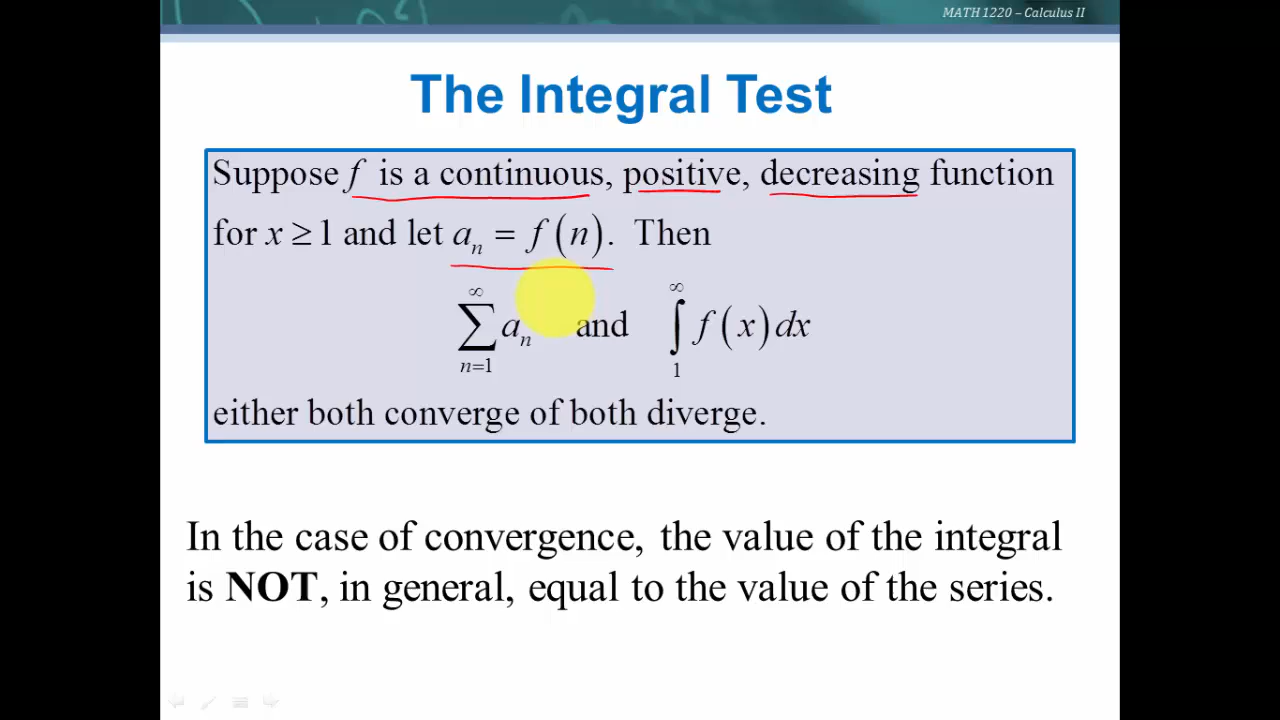 MATH 1220 – Calculus II
The Integral Test
Suppose f is a continuous, positive, decreasing function
for x ≥ 1 and let aₙ = f(n). Then
∑_{n=1}^{∞} aₙ and ∫_{1}^{∞} f(x)dx
either both converge of both diverge.
In the case of convergence, the value of the integral
is NOT, in general, equal to the value of the series.